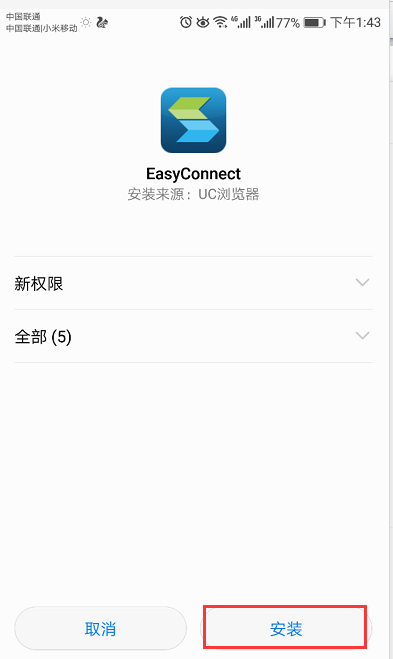 中国联通
中国联通|小米移动 4G 3G 77% 下午1:43
EasyConnect
安装来源：UC浏览器
新权限
全部 (5)
取消 安装